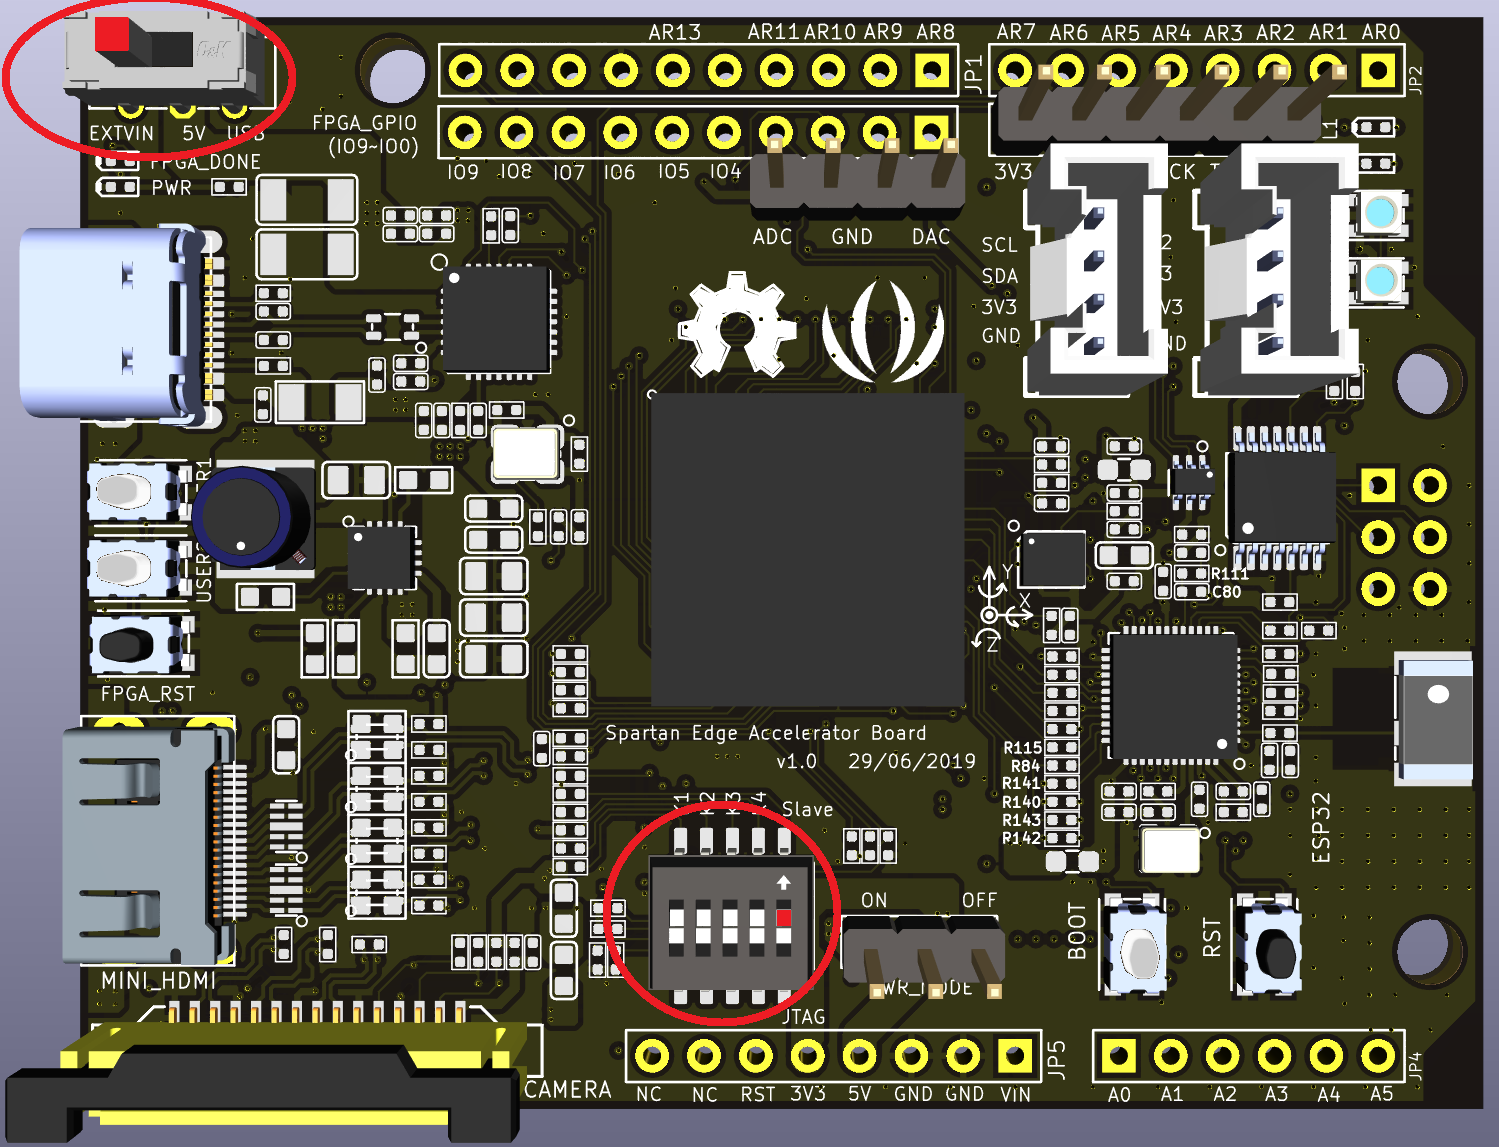 C&K
EXTVIN 5V USB
FPGA_DONE
PWR
FPGA_GPIO
(IO9~IO0)
AR13 AR11 AR10 AR9 AR8
JP1
IO9 IO8 IO7 IO6 IO5 IO4
ADC GND DAC
AR7 AR6 AR5 AR4 AR3 AR2 AR1 AR0
JP2
3V3
SCL
SDA
3V3
GND
FPGA_RST
MINI_HDMI
CAMERA
Spartan Edge Accelerator Board
v1.0 29/06/2019
Y
X
Z
R111
C80
R115
R84
R141
R140
R143
R142
ESP32
Slave
JTAG
ON OFF
BOOT
RST
NC NC RST 3V3 5V GND GND VIN
JP5
A0 A1 A2 A3 A4 A5
JP4